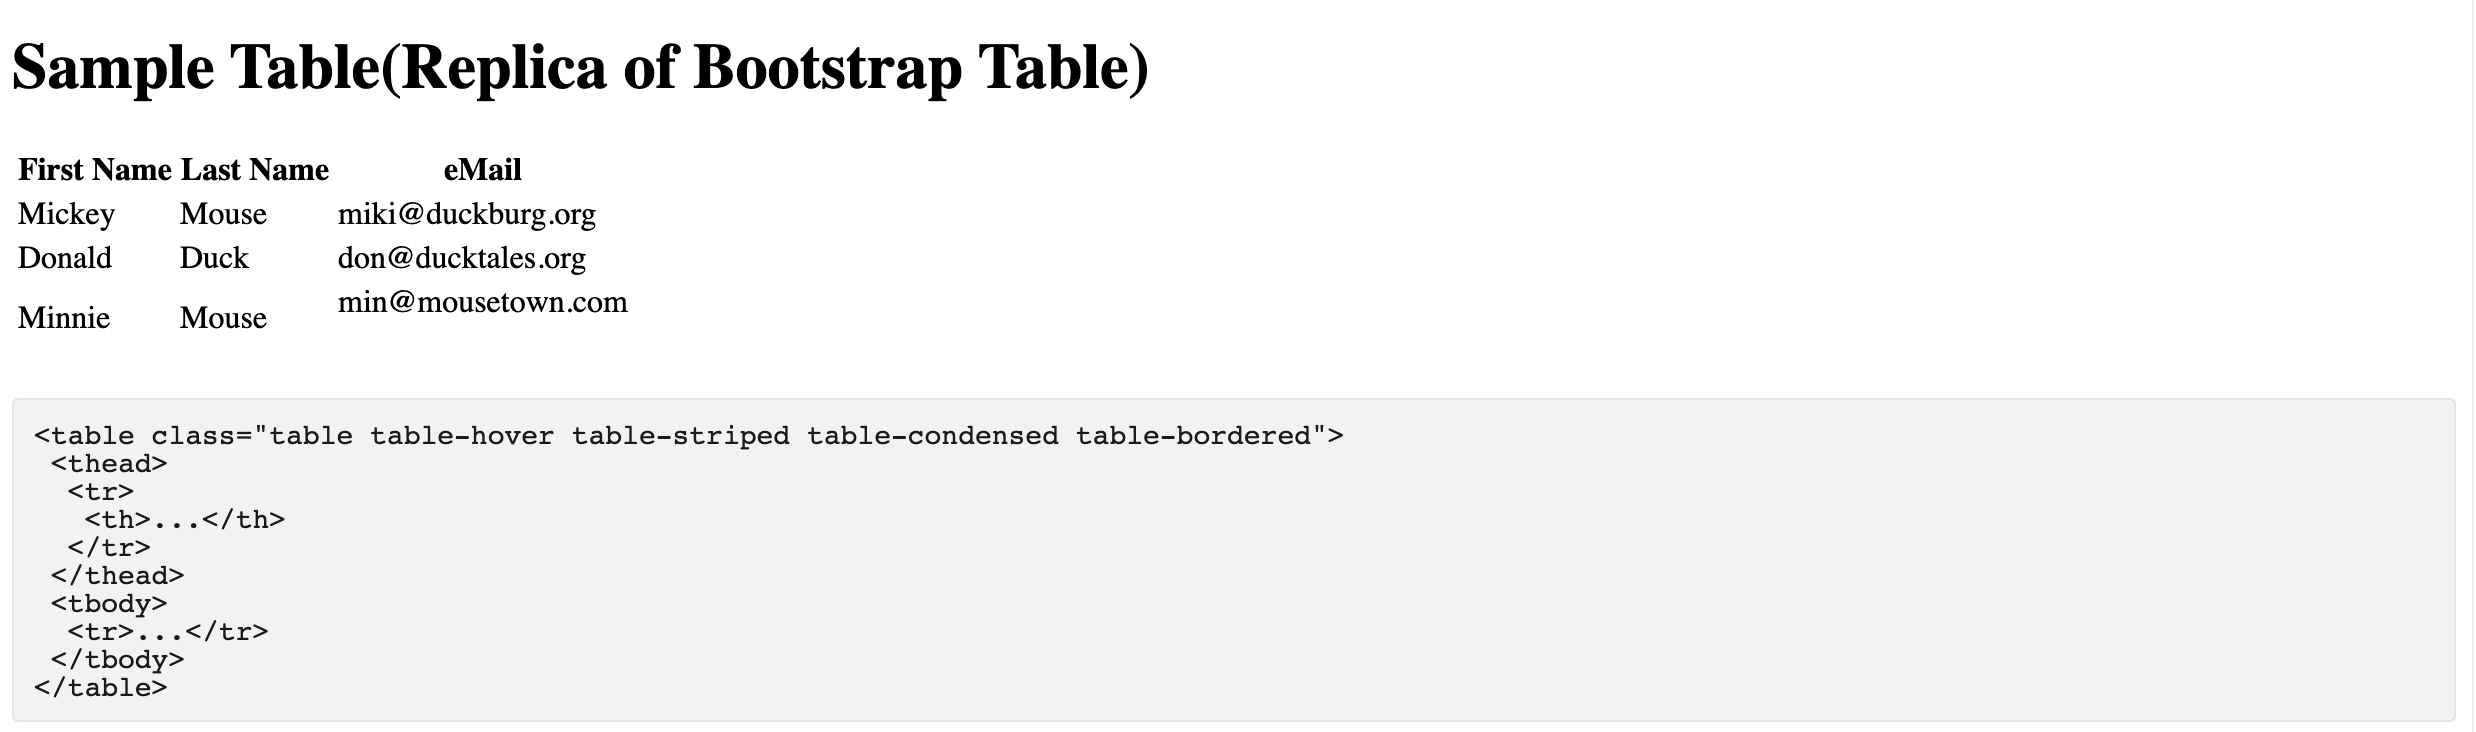 Sample Table(Replica of Bootstrap Table)
First Name Last Name eMail
Mickey Mouse miki@duckburg.org
Donald Duck don@ducktales.org
Minnie Mouse min@mousetown.com
<table class="table table-hover table-striped table-condensed table-bordered">
 <thead>
  <tr>
   <th>...</th>
  </tr>
 </thead>
 <tbody>
  <tr>...</tr>
 </tbody>
</table>